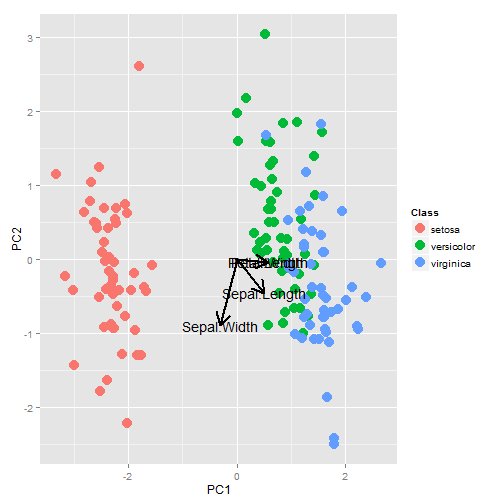 3
2
1
0
-1
-2
PC2
Sepal.Length
Sepal.Width
-2
0
2
PC1
Class
setosa
versicolor
virginica